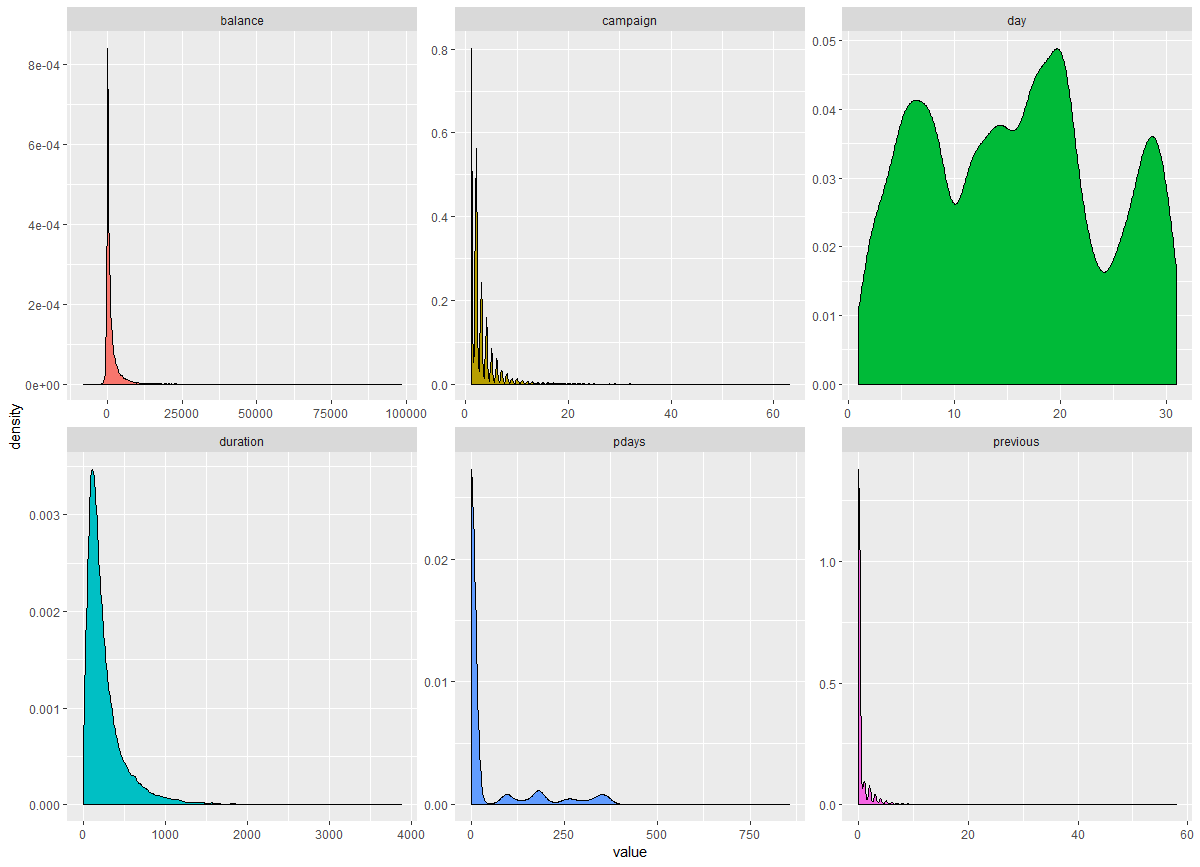 balance campaign day
8e-04
6e-04
4e-04
2e-04
0e+00
0 25000 50000 75000 100000
0.8
0.6
0.4
0.2
0.0
0 20 40 60
0.05
0.04
0.03
0.02
0.01
0.00
0 10 20 30
density
duration pdays previous
0.003
0.002
0.001
0.000
0 1000 2000 3000 4000
0.02
0.01
0.00
0 250 500 750
1.0
0.5
0.0
0 20 40 60
value